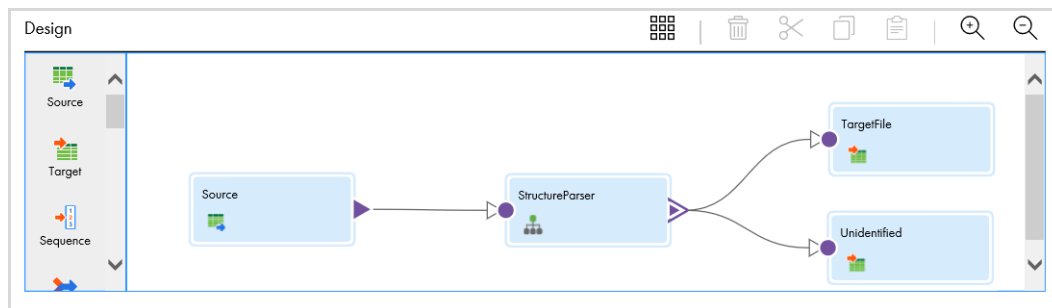 Design
Source
Target
Sequence
Source
StructureParser
TargetFile
Unidentified